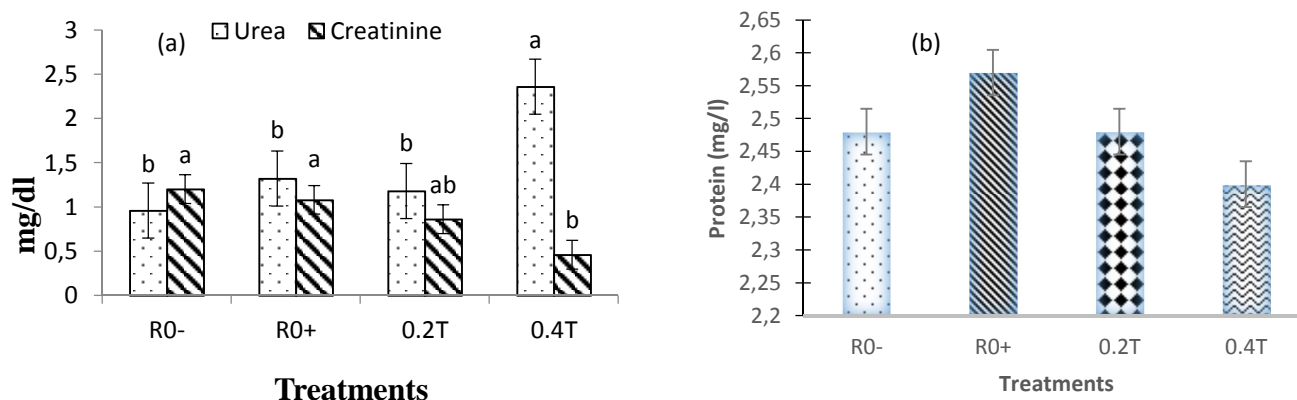 (a)
Urea Creatinine
3
2,5
2
1,5
1
0,5
0
mg/dl
b a b a b ab a b
R0- R0+ 0.2T 0.4T
Treatments
(b)
2,65
2,6
2,55
2,5
2,45
2,4
2,35
2,3
2,25
2,2
Protein (mg/l)
R0- R0+ 0.2T 0.4T
Treatments